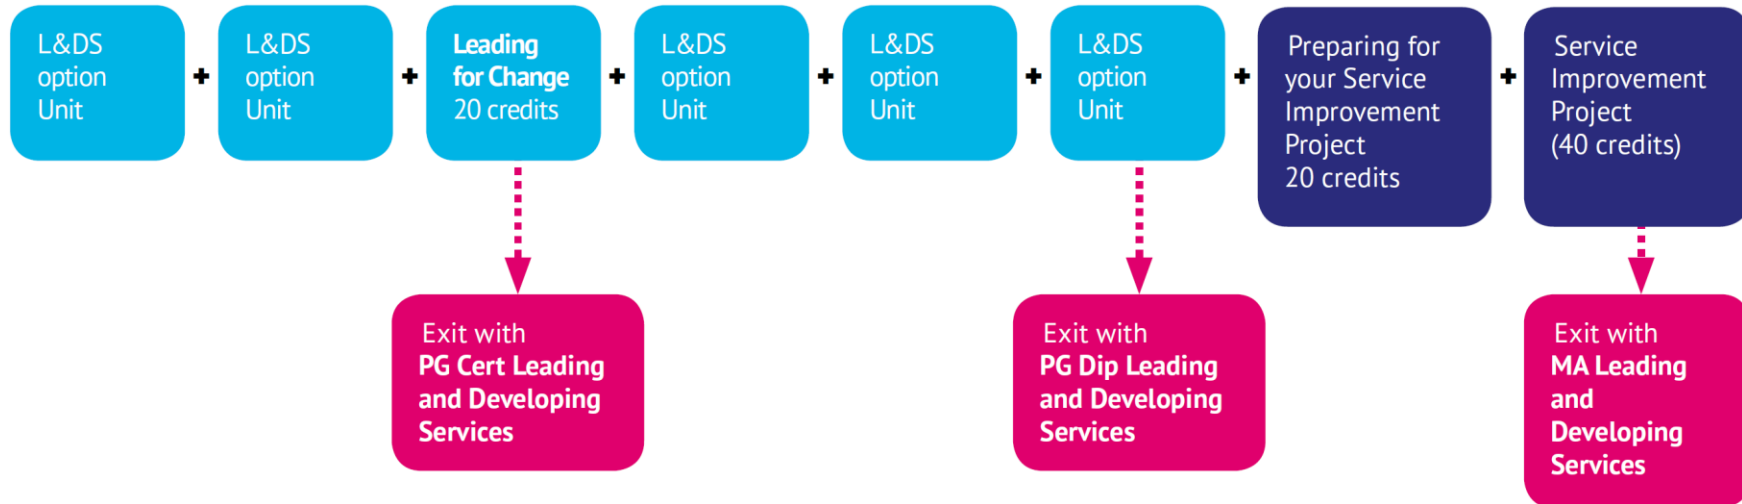 L&DS
option
Unit
+
L&DS
option
Unit
+
Leading
for Change
20 credits
+
L&DS
option
Unit
+
L&DS
option
Unit
+
L&DS
option
Unit
+
Preparing for
your Service
Improvement
Project
20 credits
+
Service
Improvement
Project
(40 credits)
Exit with
PG Cert Leading
and Developing
Services
Exit with
PG Dip Leading
and Developing
Services
Exit with
MA Leading
and
Developing
Services